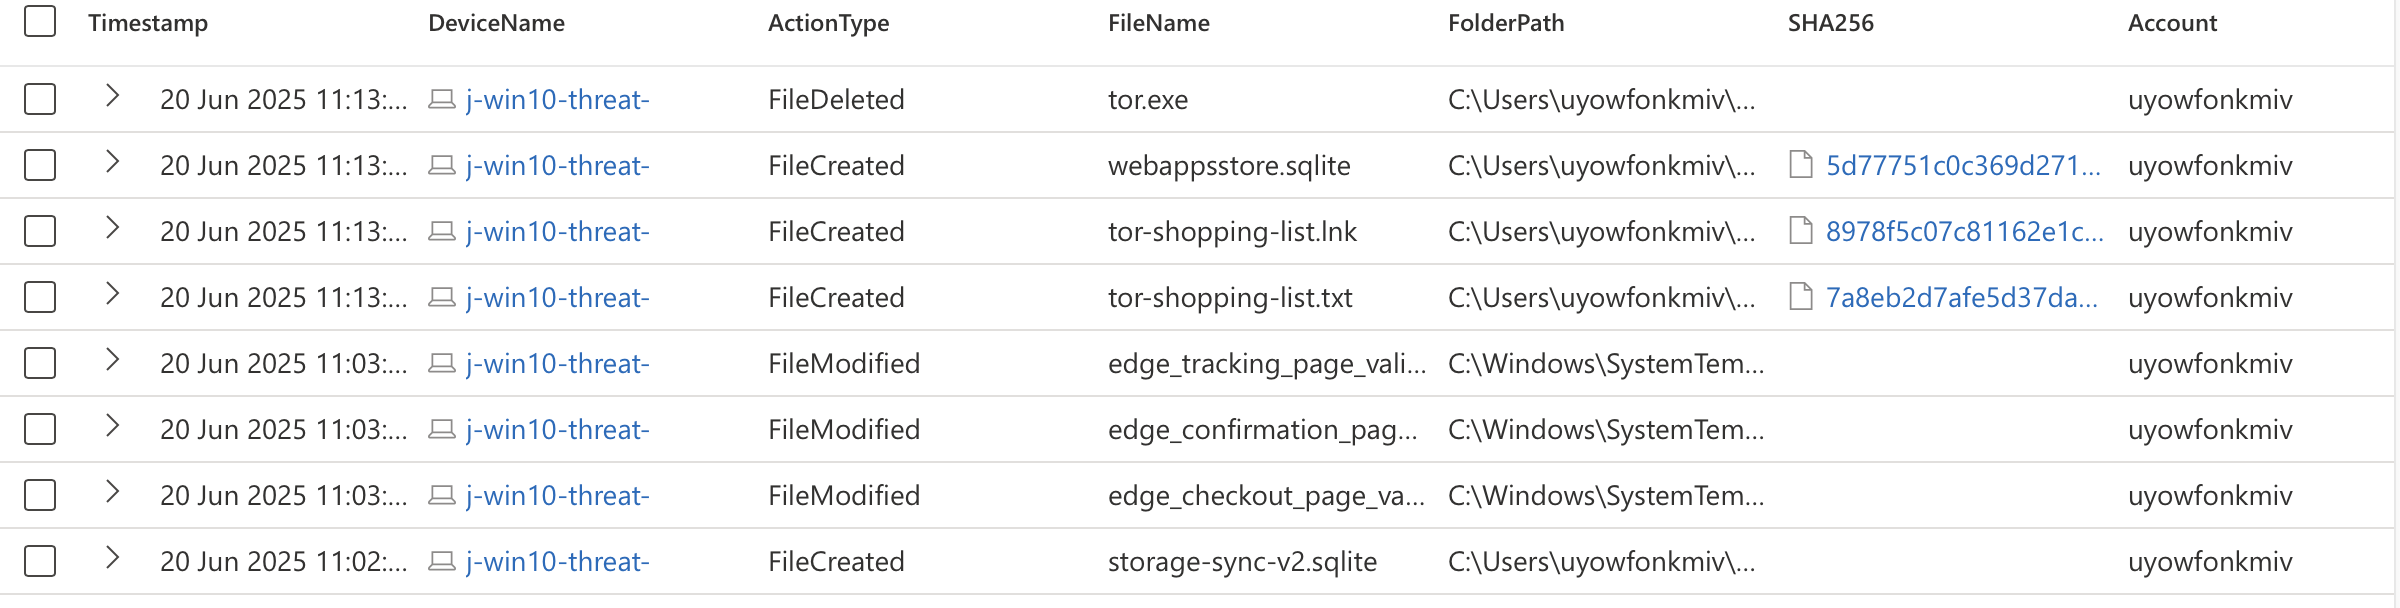 Timestamp DeviceName ActionType FileName FolderPath SHA256 Account
20 Jun 2025 11:13:... j-win10-threat- FileDeleted tor.exe C:\Users\uyowfonkmiv\... uyowfonkmiv
20 Jun 2025 11:13:... j-win10-threat- FileCreated webappsstore.sqlite C:\Users\uyowfonkmiv\... 5d77751c0c369d271... uyowfonkmiv
20 Jun 2025 11:13:... j-win10-threat- FileCreated tor-shopping-list.lnk C:\Users\uyowfonkmiv\... 8978f5c07c81162e1c... uyowfonkmiv
20 Jun 2025 11:13:... j-win10-threat- FileCreated tor-shopping-list.txt C:\Users\uyowfonkmiv\... 7a8eb2d7afe5d37da... uyowfonkmiv
20 Jun 2025 11:03:... j-win10-threat- FileModified edge_tracking_page_vali... C:\Windows\SystemTem... uyowfonkmiv
20 Jun 2025 11:03:... j-win10-threat- FileModified edge_confirmation_pag... C:\Windows\SystemTem... uyowfonkmiv
20 Jun 2025 11:03:... j-win10-threat- FileModified edge_checkout_page_va... C:\Windows\SystemTem... uyowfonkmiv
20 Jun 2025 11:02:... j-win10-threat- FileCreated storage-sync-v2.sqlite C:\Users\uyowfonkmiv\... uyowfonkmiv